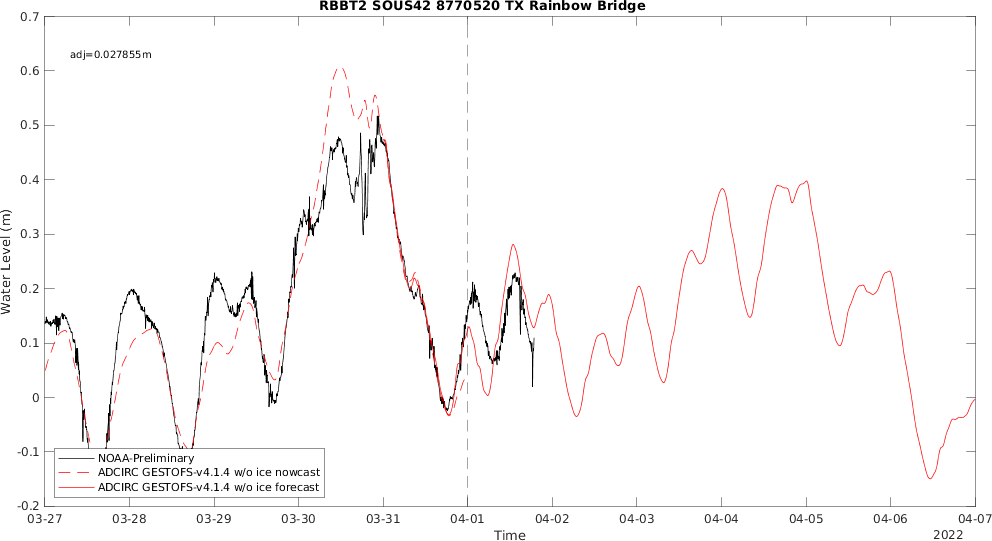 RBBT2 SOUS42 8770520 TX Rainbow Bridge
adj=0.027855m
0.7
0.6
0.5
0.4
0.3
0.2
0.1
0
-0.1
-0.2
Water Level (m)
NOAA-Preliminary
ADCIRC GESTOFS-v4.1.4 w/o ice nowcast
ADCIRC GESTOFS-v4.1.4 w/o ice forecast
03-27 03-28 03-29 03-30 03-31 04-01 04-02 04-03 04-04 04-05 04-06 04-07
Time
2022